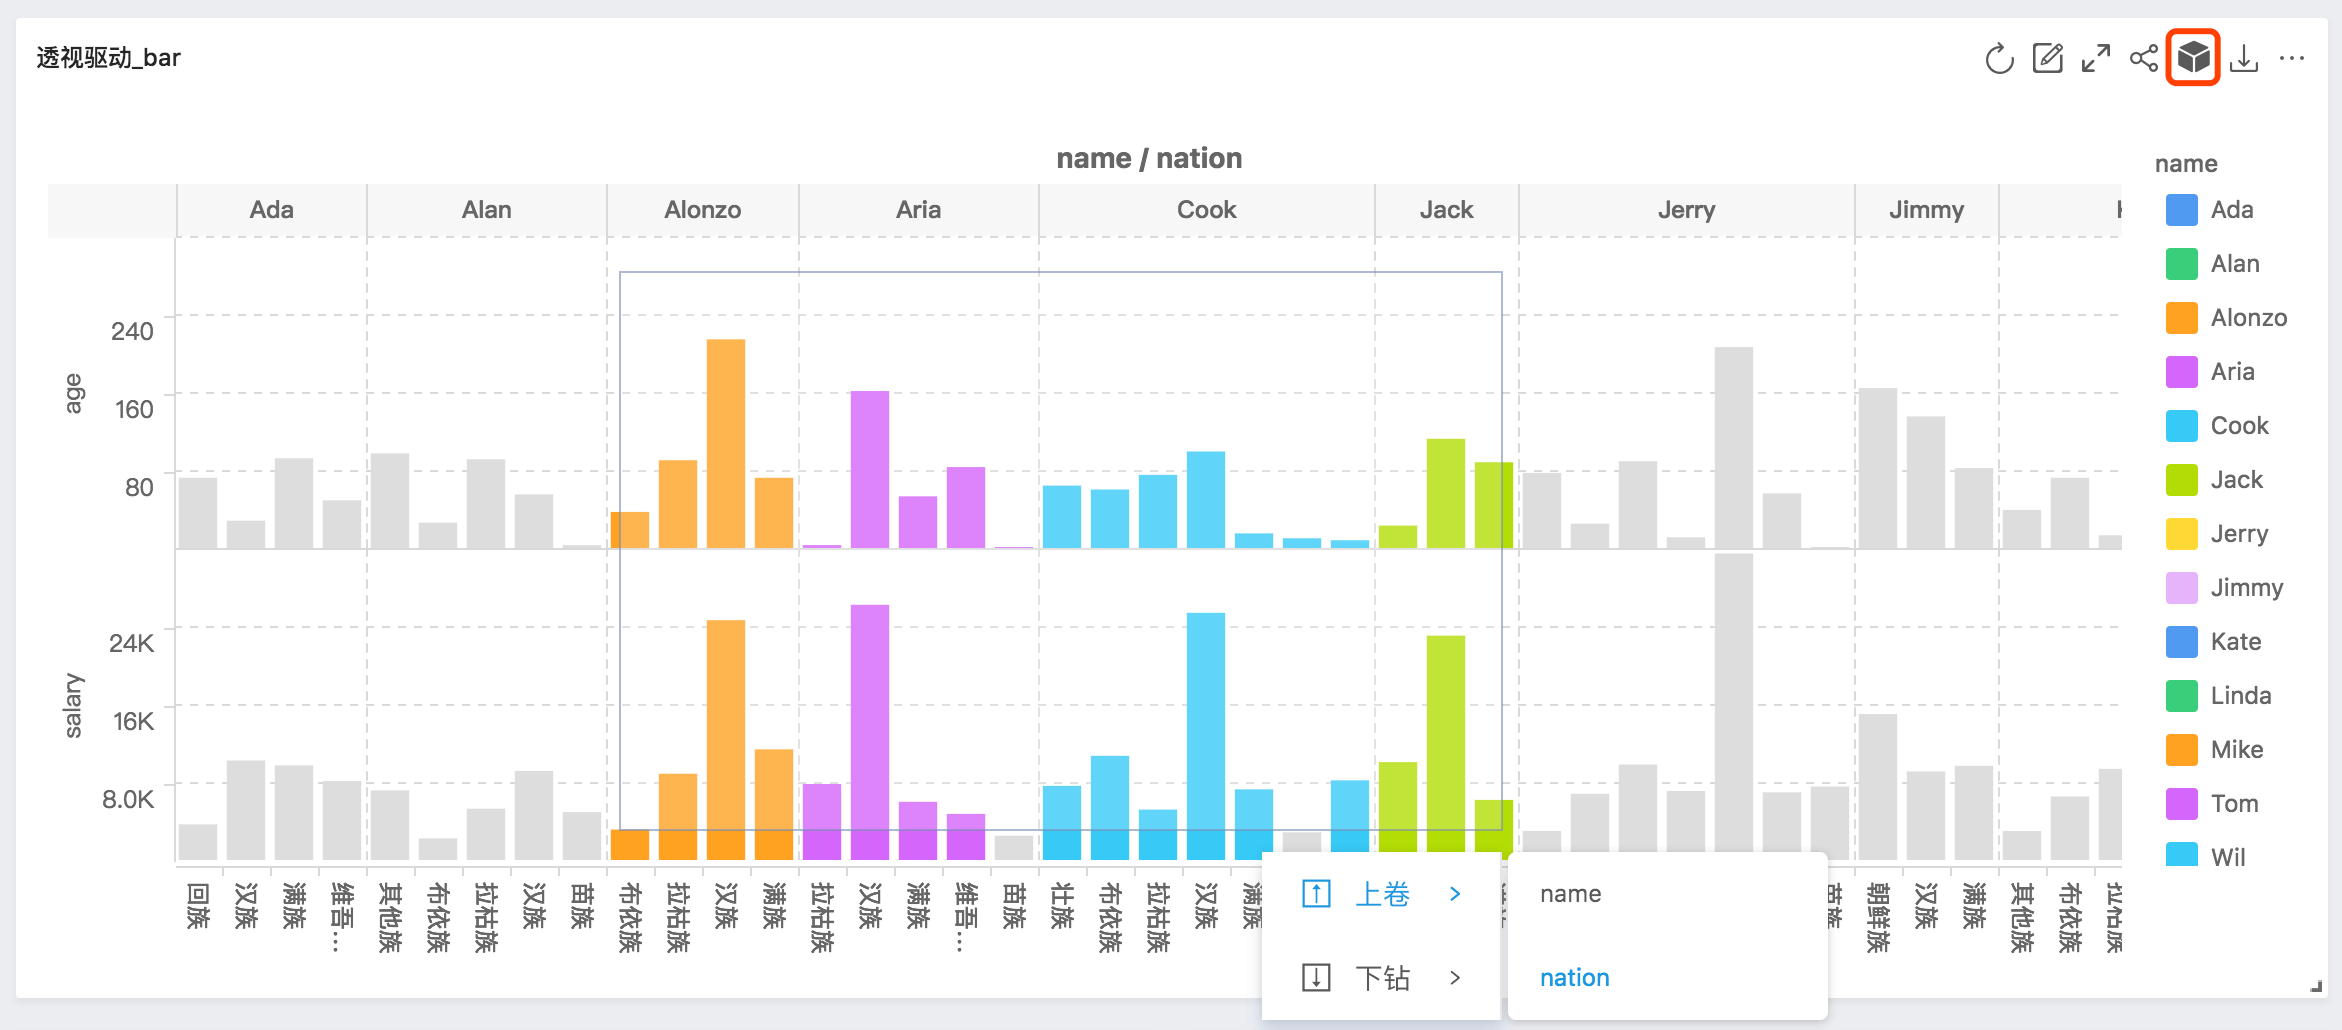 透视驱动_bar
name / nation
Ada
Alan
Alonzo
Aria
Cook
Jack
Jerry
Jimmy
age
240
160
80
salary
24K
16K
8.0K
回族
汉族
满族
维吾…
其他族
布依族
拉祜族
汉族
苗族
布依族
拉祜族
汉族
满族
拉祜族
汉族
满族
维吾…
苗族
壮族
布依族
拉祜族
汉族
满族
苗族
朝鲜族
汉族
满族
其他族
布依族
拉祜族
name
Ada
Alan
Alonzo
Aria
Cook
Jack
Jerry
Jimmy
Kate
Linda
Mike
Tom
Wil
上卷
下钻
name
nation